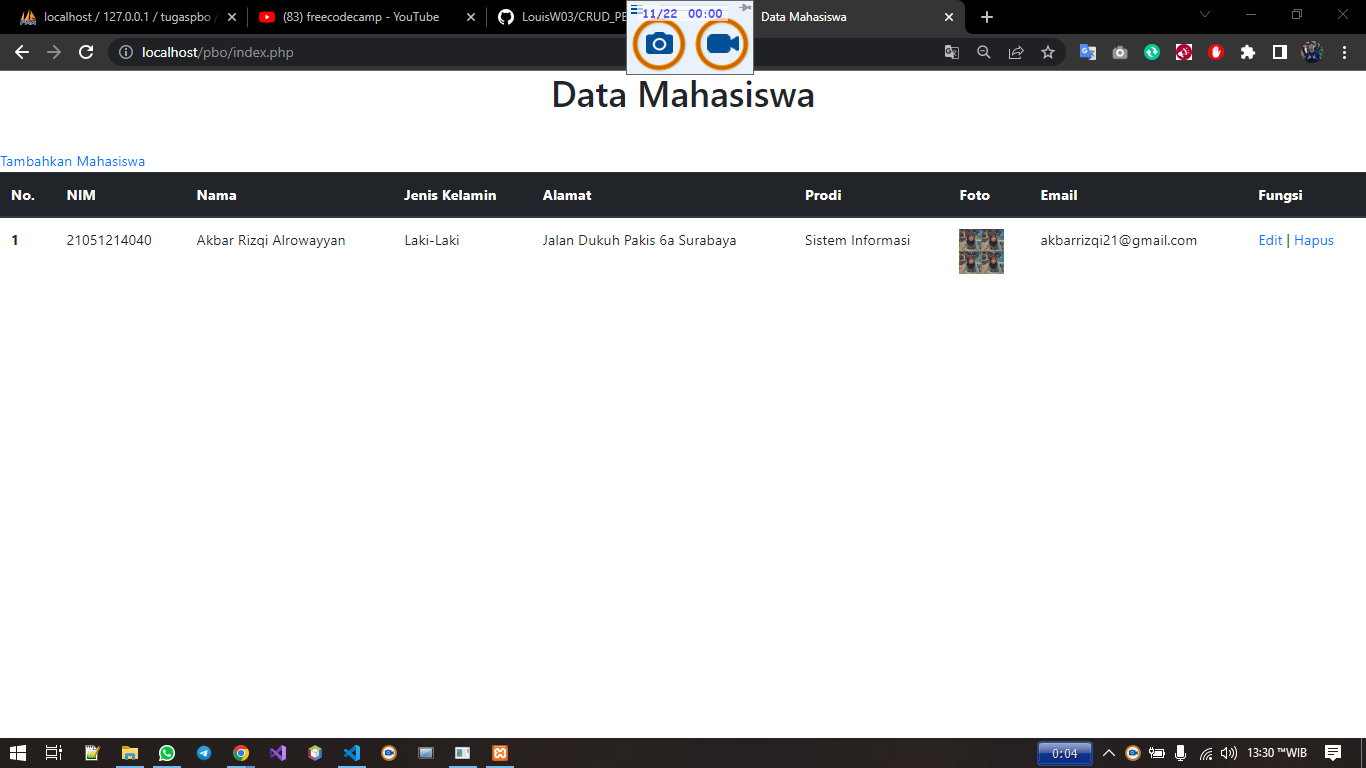 localhost / 127.0.0.1 / tugaspbo /
(83) freecodecamp - YouTube
LouisW03/CRUD_PB
11/22 00:00
Data Mahasiswa
localhost/pbo/index.php
Data Mahasiswa
Tambahkan Mahasiswa
No. NIM Nama Jenis Kelamin Alamat Prodi Foto Email Fungsi
1 21051214040 Akbar Rizqi Alrowayyan Laki-Laki Jalan Dukuh Pakis 6a Surabaya Sistem Informasi akbarrizqi21@gmail.com Edit | Hapus
0:04
13:30 ™WIB